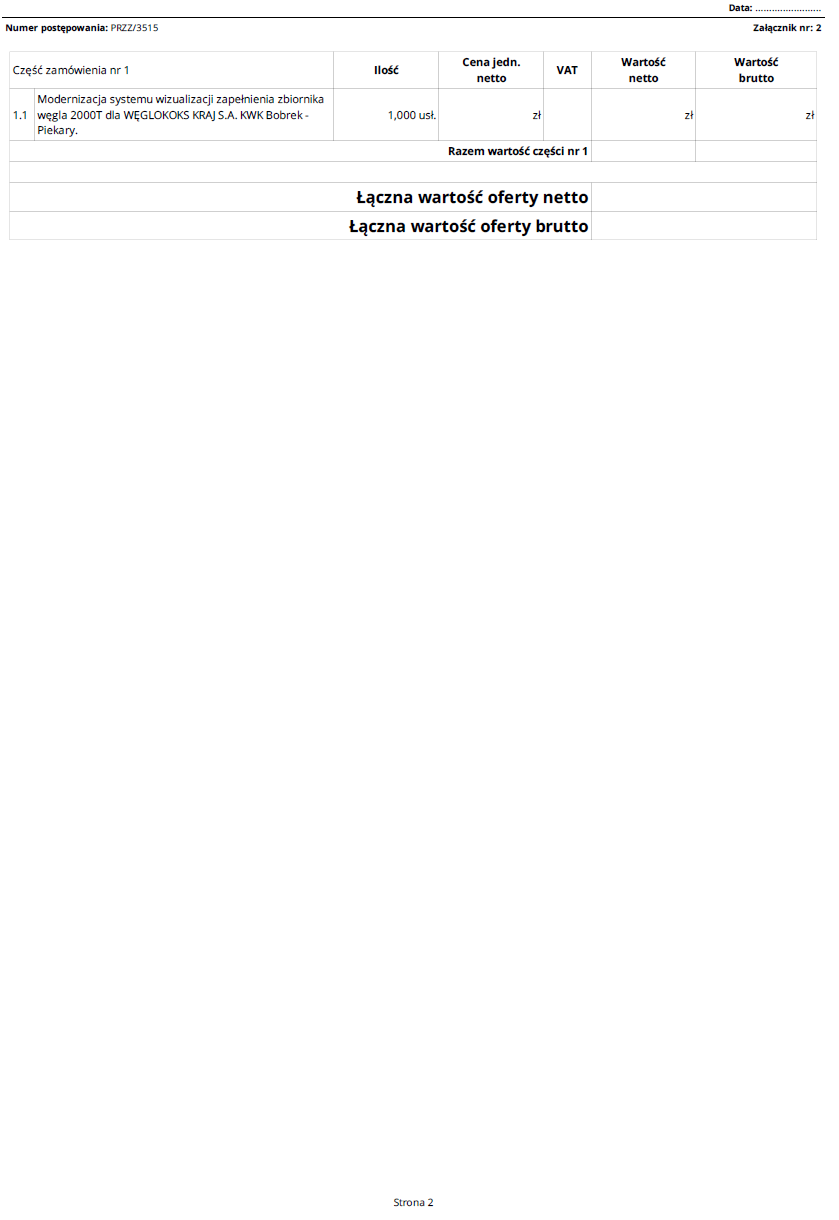 Data: ........................
Numer postępowania: PRZZ/3515 Załącznik nr: 2
Część zamówienia nr 1 Ilość Cena jedn. netto VAT Wartość netto Wartość brutto
1.1 Modernizacja systemu wizualizacji zapełnienia zbiornika
węgla 2000T dla WĘGLOKOKS KRAJ S.A. KWK Bobrek - 1,000 usł. zł zł zł
Piekary.
Razem wartość części nr 1
Łączna wartość oferty netto
Łączna wartość oferty brutto
Strona 2